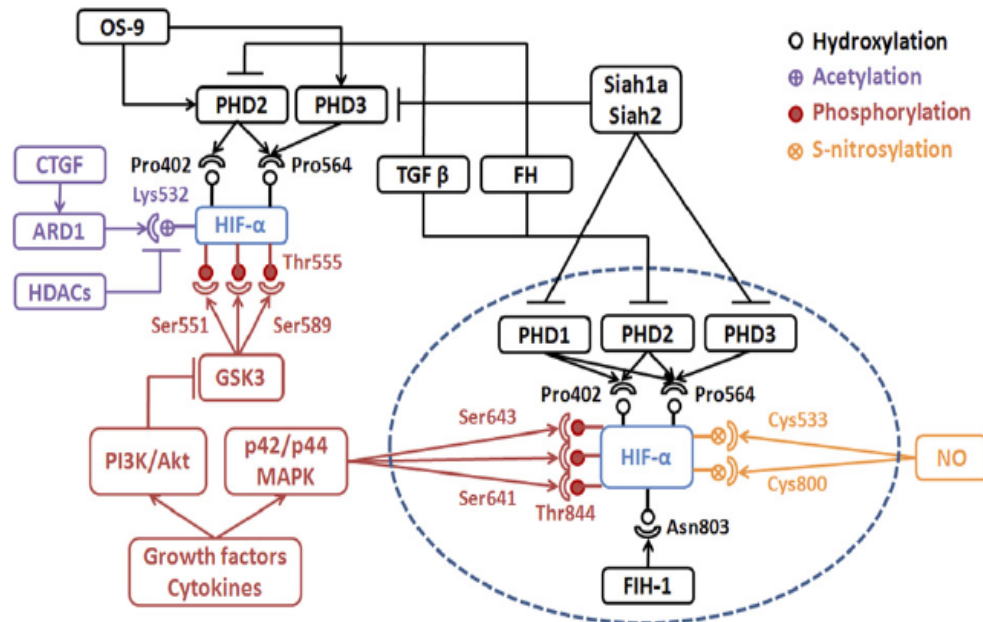 OS-9
Hydroxylation
Acetylation
Phosphorylation
S-nitrosylation
PHD2
PHD3
Siah1a
Siah2
Pro402
Pro564
CTGF
Lys532
TGF β
FH
ARD1
HIF-α
Thr555
HDACs
Ser551
Ser589
GSK3
PHD1
PHD2
PHD3
Pro402
Pro564
PI3K/Akt
p42/p44
MAPK
Ser643
Ser641
Thr844
HIF-α
Cys533
Cys800
NO
Asn803
Growth factors
Cytokines
FIH-1